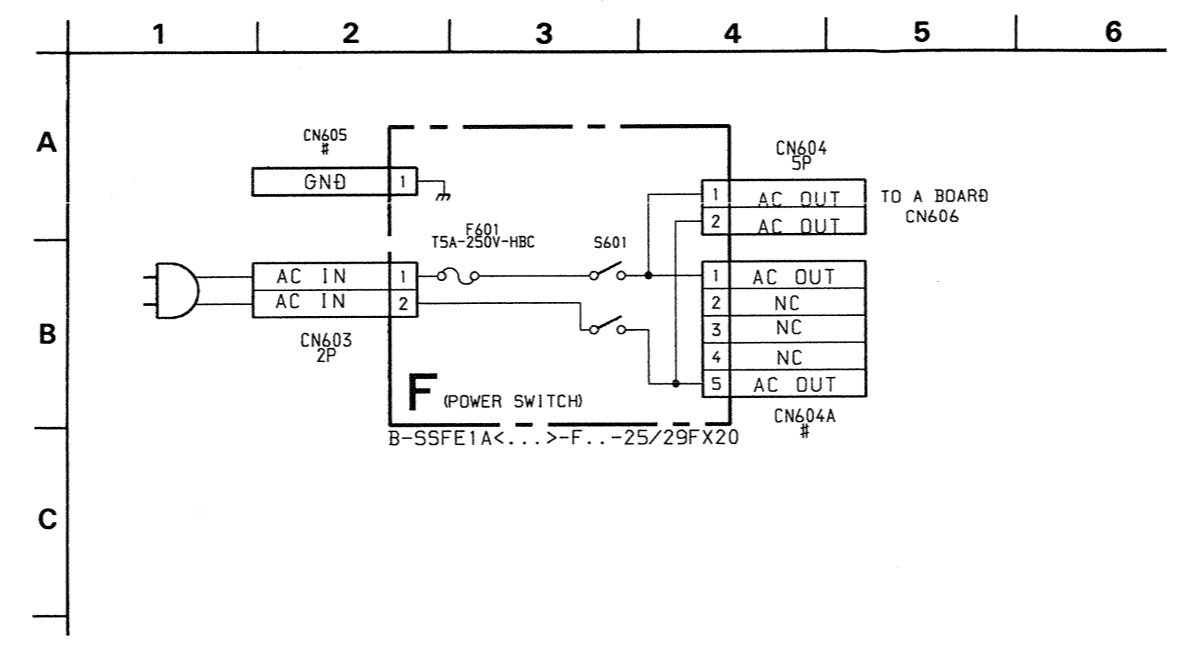 1 2 3 4 5 6
A
CN605
#
GND 1
CN604
5P
1 AC OUT
2 AC OUT
TO A BOARD
CN606
F601
T5A-250V-HBC
S601
B
AC IN 1
AC IN 2
CN603
2P
1 AC OUT
2 NC
3 NC
4 NC
5 AC OUT
CN604A
#
F (POWER SWITCH)
B-SSFE1A<...>-F..-25/29FX20
C